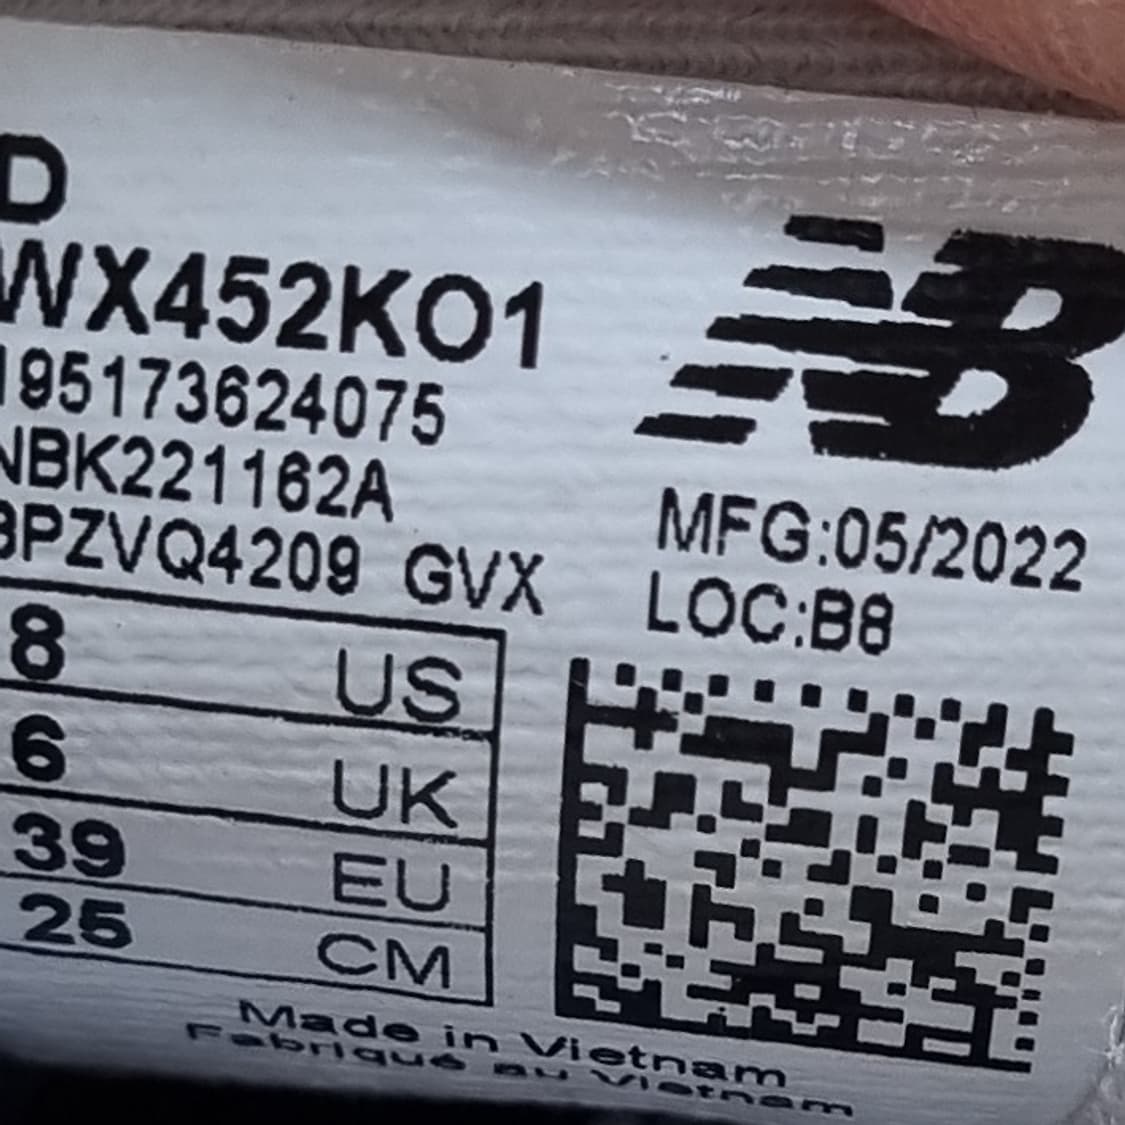 D
WX452KO1
195173624075
NBK221162A
BPZVQ4209 GVX
NB
MFG:05/2022
LOC:B8
8 US
6 UK
39 EU
25 CM
Made in Vietnam
Fabriqué au Vietnam